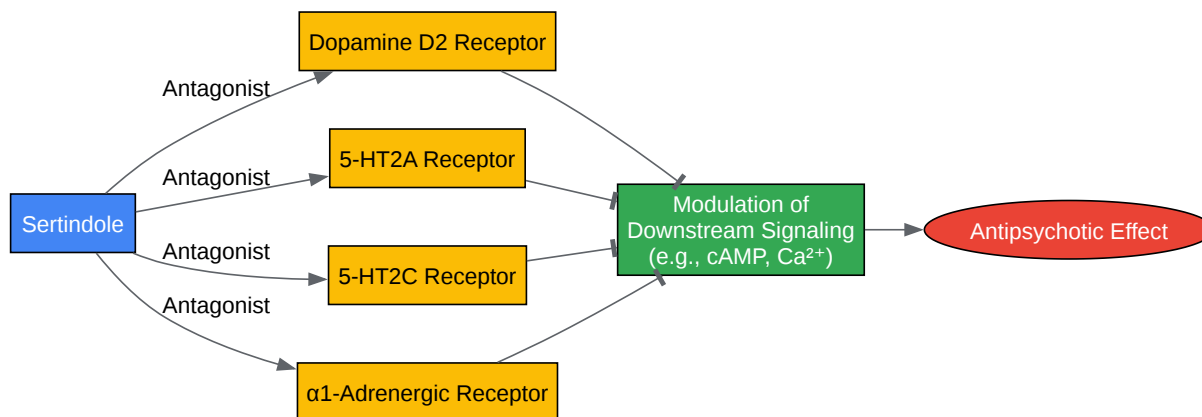 Dopamine D2 Receptor
Antagonist
5-HT2A Receptor
Antagonist
Sertindole
Modulation of
Downstream Signaling
(e.g., cAMP, Ca²⁺)
Antipsychotic Effect
Antagonist
5-HT2C Receptor
Antagonist
α1-Adrenergic Receptor